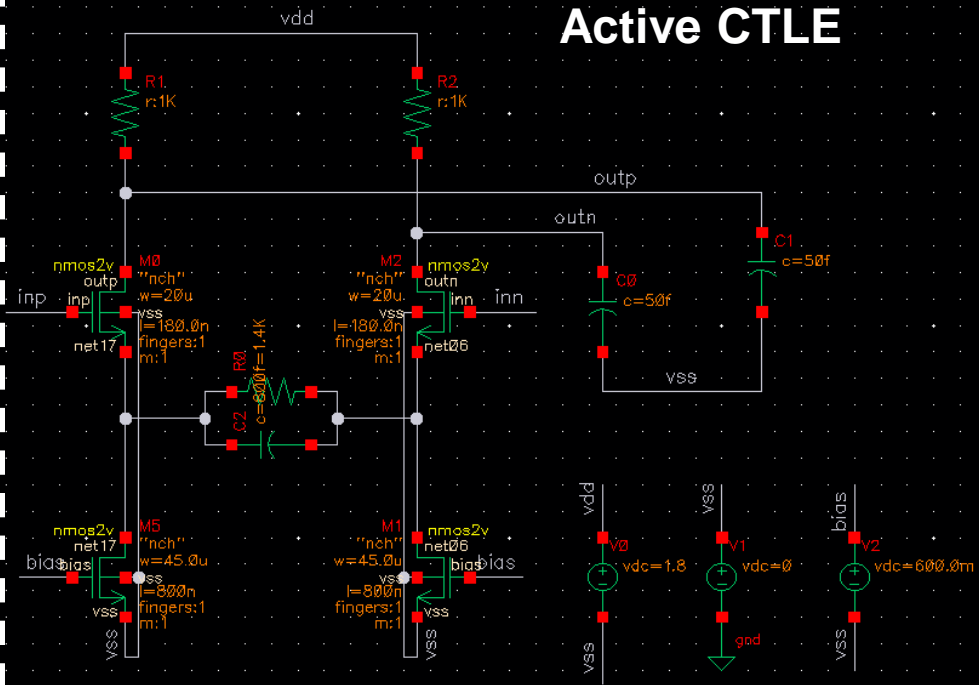 Active CTLE
vdd
R1
r:1K
R2
r:1K
outp
outn
C1
c=50f
C0
c=50f
vss
nmos2v
M0
"nch"
outp
w=20u
inp
inp
vss
l=180.0n
fingers:1
m:1
net17
M2
nmos2v
"nch"
outn
w=20u
inn
inn
vss
l=180.0n
fingers:1
m:1
net06
R0
C2
nmos2v
M5
net17
"nch"
w=45.0u
bias
bias
l=800n
fingers:1
m:1
vss
vss
M1
nmos2v
"nch"
net06
w=45.0u
bias
bias
vss
l=800n
fingers:1
m:1
vss
vss
vdd
V0
vdc=1.8
vss
vss
V1
vdc=0
gnd
bias
V2
vdc=600.0m
vss